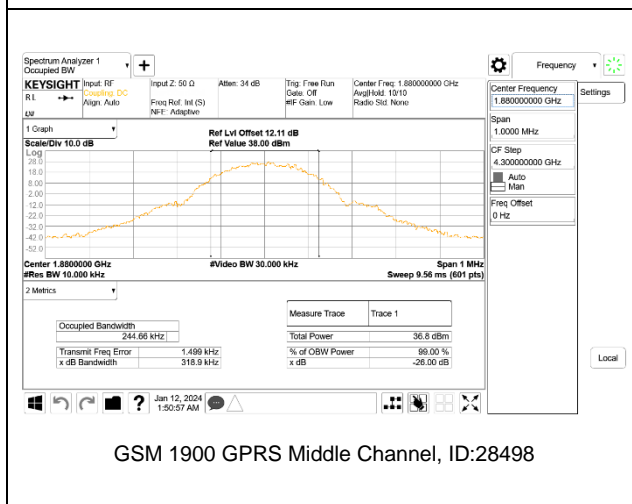 Spectrum Analyzer 1
Occupied BW
Frequency
KEYSIGHT
Input: RF
Coupling: DC
Align: Auto
Input Z: 50 Ω
Freq Ref: Int (S)
NFE: Adaptive
Atten: 34 dB
Trig: Free Run
Gate: Off
#IF Gain: Low
Center Freq: 1.880000000 GHz
Avg|Hold: 10/10
Radio Std: None
Center Frequency
1.880000000 GHz
Settings
Span
1.0000 MHz
CF Step
4.300000000 GHz
Auto
Man
Freq Offset
0 Hz
1 Graph
Scale/Div 10.0 dB
Ref Lvl Offset 12.11 dB
Ref Value 38.00 dBm
Log
28.0
18.0
8.00
-2.00
-12.0
-22.0
-32.0
-42.0
-52.0
Center 1.8800000 GHz
#Res BW 10.000 kHz
#Video BW 30.000 kHz
Span 1 MHz
Sweep 9.56 ms (601 pts)
2 Metrics
Occupied Bandwidth
244.66 kHz
Transmit Freq Error 1.499 kHz
x dB Bandwidth 318.9 kHz
Measure Trace Trace 1
Total Power 36.8 dBm
% of OBW Power 99.00 %
x dB -26.00 dB
Local
Jan 12, 2024
1:50:57 AM
GSM 1900 GPRS Middle Channel, ID:28498